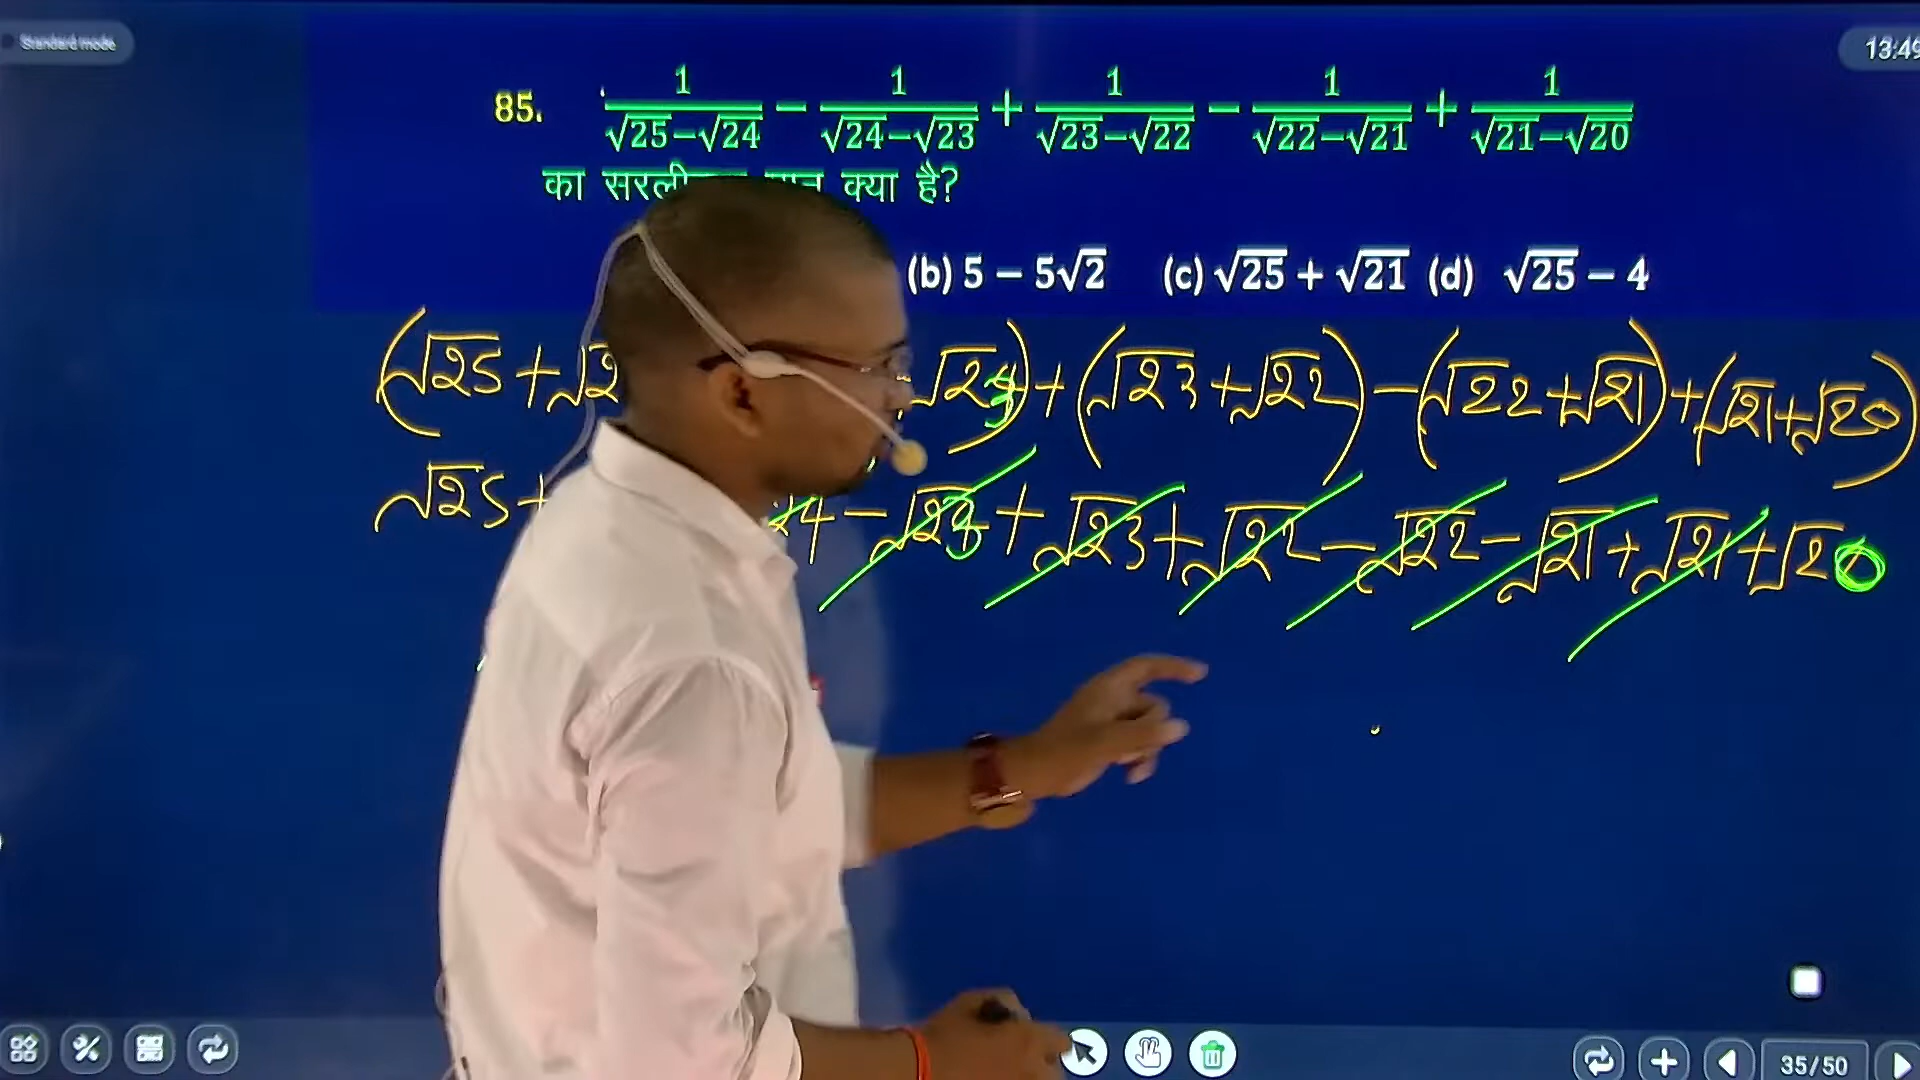 Standard mode
13:49
85. 1/(√25−√24) − 1/(√24−√23) + 1/(√23−√22) − 1/(√22−√21) + 1/(√21−√20)
का क्या है?
(b) 5 − 5√2 (c) √25 + √21 (d) √25 − 4
(√25 + √2 √23) + (√23 + √22) − (√22 + √21) + (√21 + √20)
√25 + 24 − √23 + √23 + √22 − √22 − √21 + √21 + √20
35/50